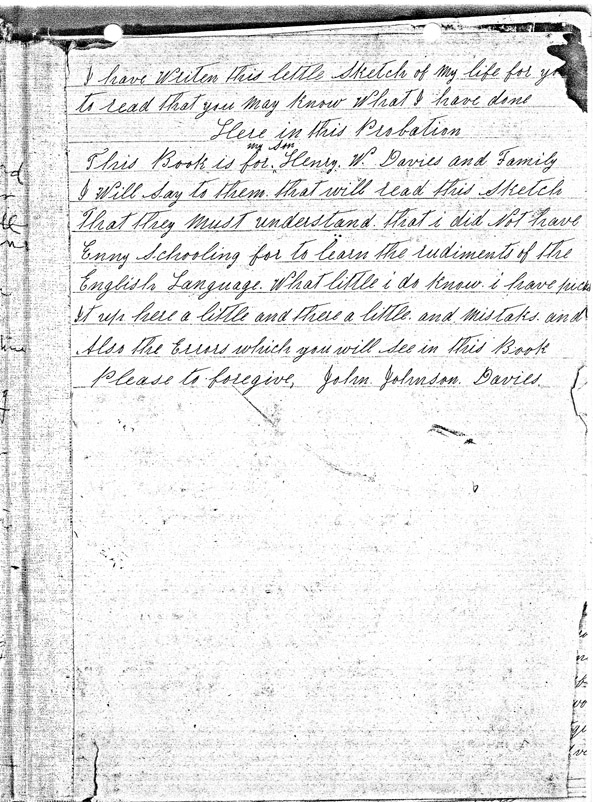 I have Writen this little Sketch of my life for yo
to read that you may know What I have done
Here in this Probation
my Son
This Book is for, Henry. W. Davies and Family
I Will Say to them. that will read this Sketch
That they must understand. that i did Not have
Enny Schooling for to learn the rudiments of the
English Language. What little i do know. i have pick
It up here a little and there a little. and mistaks. and
Also the Errors which you will See in this Book
Please to foregive, John. Johnson. Davies.